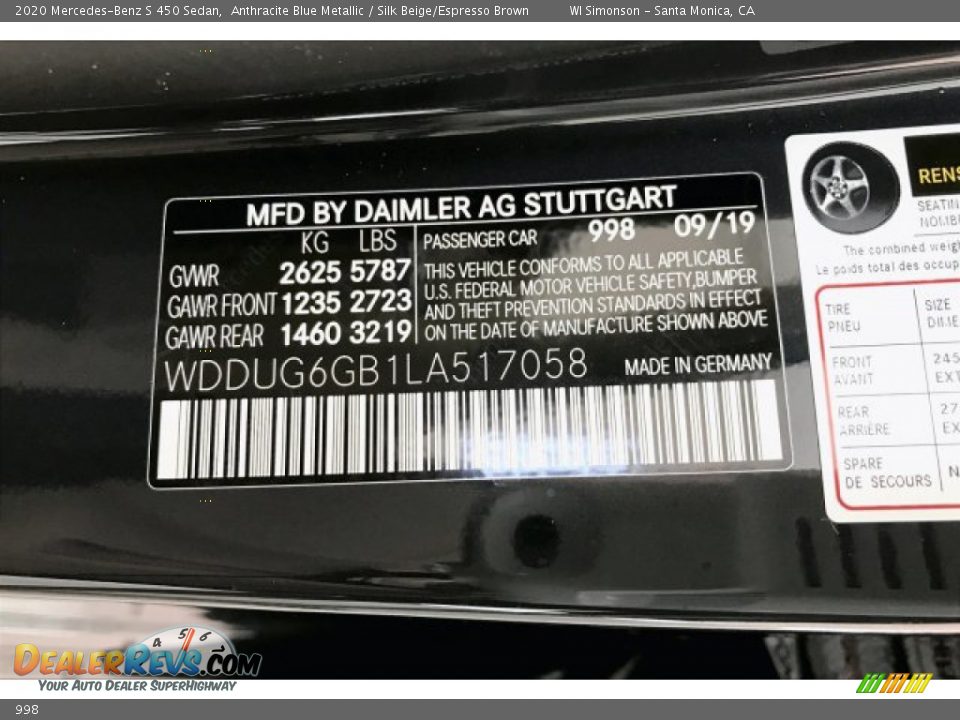 2020 Mercedes-Benz S 450 Sedan, Anthracite Blue Metallic / Silk Beige/Espresso Brown WI Simonson - Santa Monica, CA
MFD BY DAIMLER AG STUTTGART
KG LBS
GVWR 2625 5787
GAWR FRONT 1235 2723
GAWR REAR 1460 3219
PASSENGER CAR 998 09/19
THIS VEHICLE CONFORMS TO ALL APPLICABLE
U.S. FEDERAL MOTOR VEHICLE SAFETY, BUMPER
AND THEFT PREVENTION STANDARDS IN EFFECT
ON THE DATE OF MANUFACTURE SHOWN ABOVE
WDDUG6GB1LA517058 MADE IN GERMANY
RENS
SEATIN
The combined weigh
Le poids total des occup
TIRE SIZE
PNEU
FRONT 245
AVANT EXT
REAR 27
ARRIÈRE EX
SPARE
DE SECOURS N
4 5 6
DealerRevs.com
Your Auto Dealer SuperHighway
998